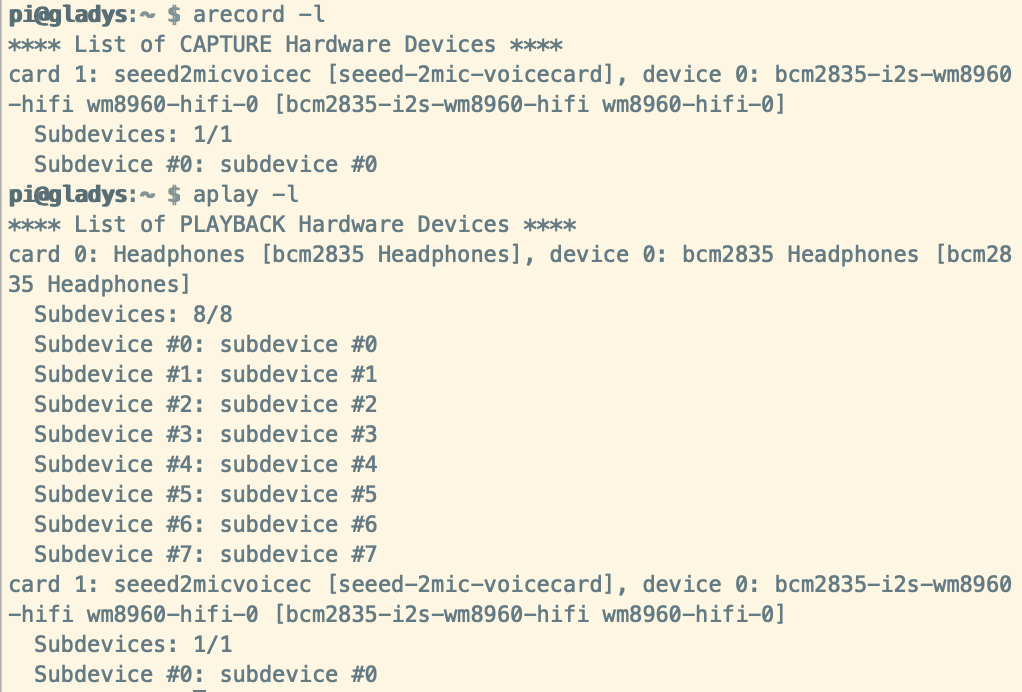 pi@gladys:~ $ arecord -l
**** List of CAPTURE Hardware Devices ****
card 1: seeed2micvoicec [seeed-2mic-voicecard], device 0: bcm2835-i2s-wm8960
-hifi wm8960-hifi-0 [bcm2835-i2s-wm8960-hifi wm8960-hifi-0]
  Subdevices: 1/1
  Subdevice #0: subdevice #0
pi@gladys:~ $ aplay -l
**** List of PLAYBACK Hardware Devices ****
card 0: Headphones [bcm2835 Headphones], device 0: bcm2835 Headphones [bcm28
35 Headphones]
  Subdevices: 8/8
  Subdevice #0: subdevice #0
  Subdevice #1: subdevice #1
  Subdevice #2: subdevice #2
  Subdevice #3: subdevice #3
  Subdevice #4: subdevice #4
  Subdevice #5: subdevice #5
  Subdevice #6: subdevice #6
  Subdevice #7: subdevice #7
card 1: seeed2micvoicec [seeed-2mic-voicecard], device 0: bcm2835-i2s-wm8960
-hifi wm8960-hifi-0 [bcm2835-i2s-wm8960-hifi wm8960-hifi-0]
  Subdevices: 1/1
  Subdevice #0: subdevice #0